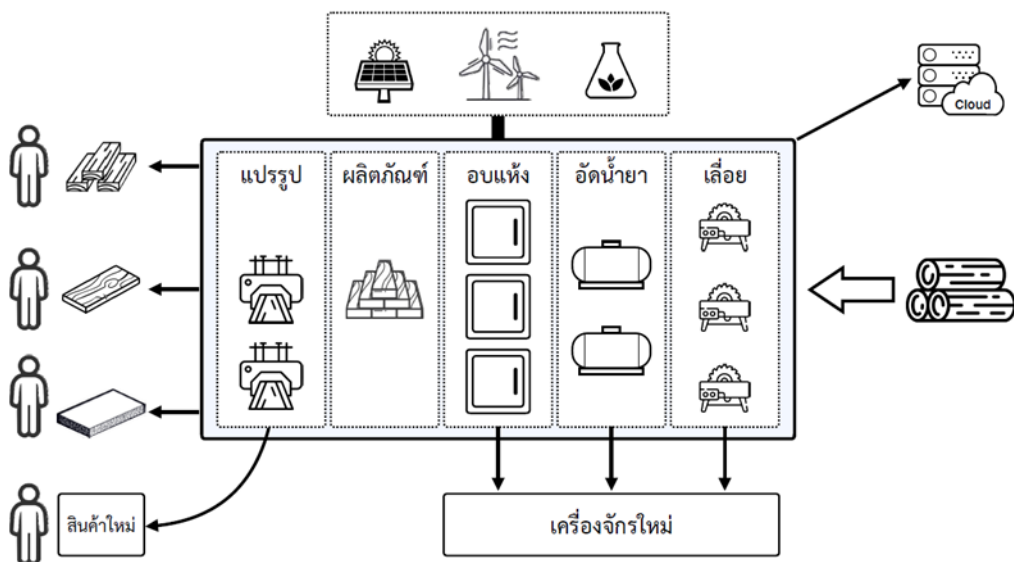 Cloud
แปรรูป
ผลิตภัณฑ์
อบแห้ง
อัดน้ำยา
เลื่อย
สินค้าใหม่
เครื่องจักรใหม่